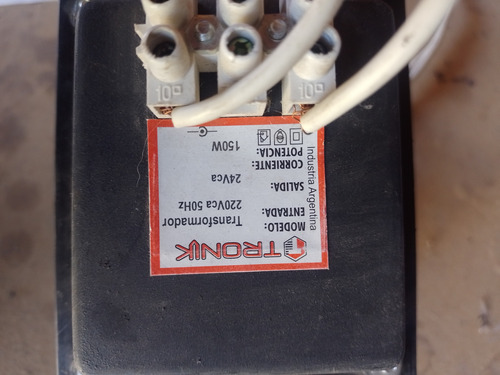 TRONIK
MODELO: Transformador
ENTRADA: 220Vca 50Hz
SALIDA: 24Vca
CORRIENTE:
POTENCIA: 150W
Industria Argentina
10
10